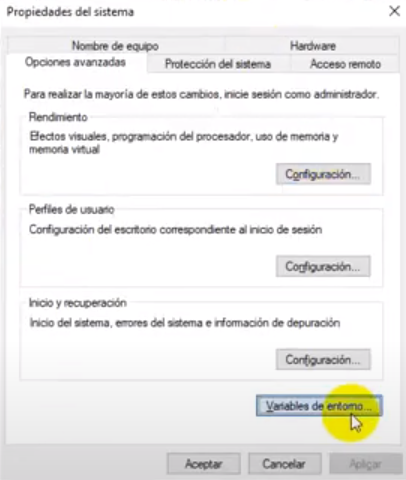 Propiedades del sistema
Nombre de equipo
Hardware
Opciones avanzadas
Protección del sistema
Acceso remoto
Para realizar la mayoría de estos cambios, inicie sesión como administrador.
Rendimiento
Efectos visuales, programación del procesador, uso de memoria y
memoria virtual
Configuración...
Perfiles de usuario
Configuración del escritorio correspondiente al inicio de sesión
Configuración...
Inicio y recuperación
Inicio del sistema, errores del sistema e información de depuración
Configuración...
Variables de entorno...
Aceptar
Cancelar
Aplicar